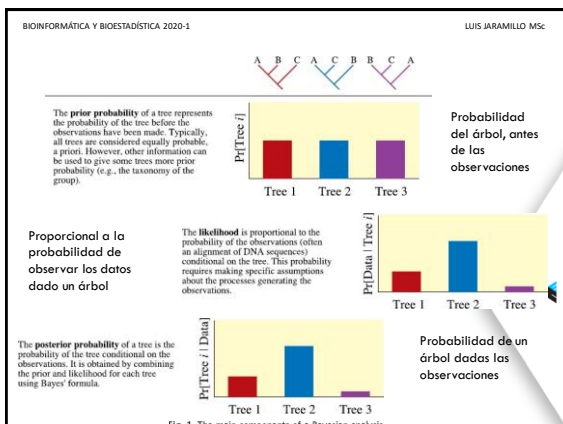 BIOINFORMÁTICA Y BIOESTADÍSTICA 2020-1
LUIS JARAMILLO MSc
A B C A C B B C A
The prior probability of a tree represents
the probability of the tree before the
observations have been made. Typically,
all trees are considered equally probable,
a priori. However, other information can
be used to give some trees more prior
probability (e.g., the taxonomy of the
group).
Pr[Tree i]
Tree 1 Tree 2 Tree 3
Probabilidad
del árbol, antes
de las
observaciones
Proporcional a la
probabilidad de
observar los datos
dado un árbol
The likelihood is proportional to the
probability of the observations (often
an alignment of DNA sequences)
conditional on the tree. This probability
requires making specific assumptions
about the processes generating the
observations.
Pr[Data | Tree i]
Tree 1 Tree 2 Tree 3
The posterior probability of a tree is the
probability of the tree conditional on the
observations. It is obtained by combining
the prior and likelihood for each tree
using Bayes' formula.
Pr[Tree i | Data]
Tree 1 Tree 2 Tree 3
Probabilidad de un
árbol dadas las
observaciones
Fig. 1. The main components of a Bayesian analysis